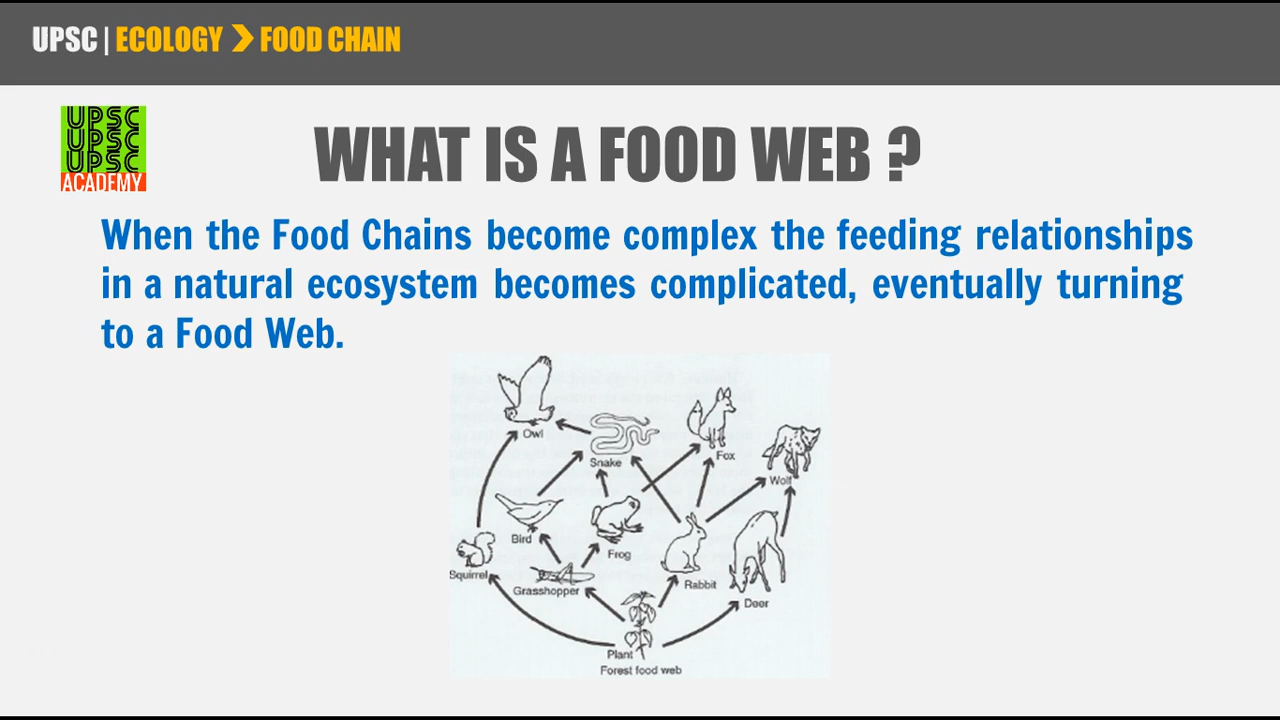 UPSC | ECOLOGY > FOOD CHAIN
UPSC
UPSC
UPSC
ACADEMY
WHAT IS A FOOD WEB ?
When the Food Chains become complex the feeding relationships
in a natural ecosystem becomes complicated, eventually turning
to a Food Web.
Owl
Snake
Fox
Wolf
Bird
Frog
Squirrel
Grasshopper
Rabbit
Deer
Plant
Forest food web